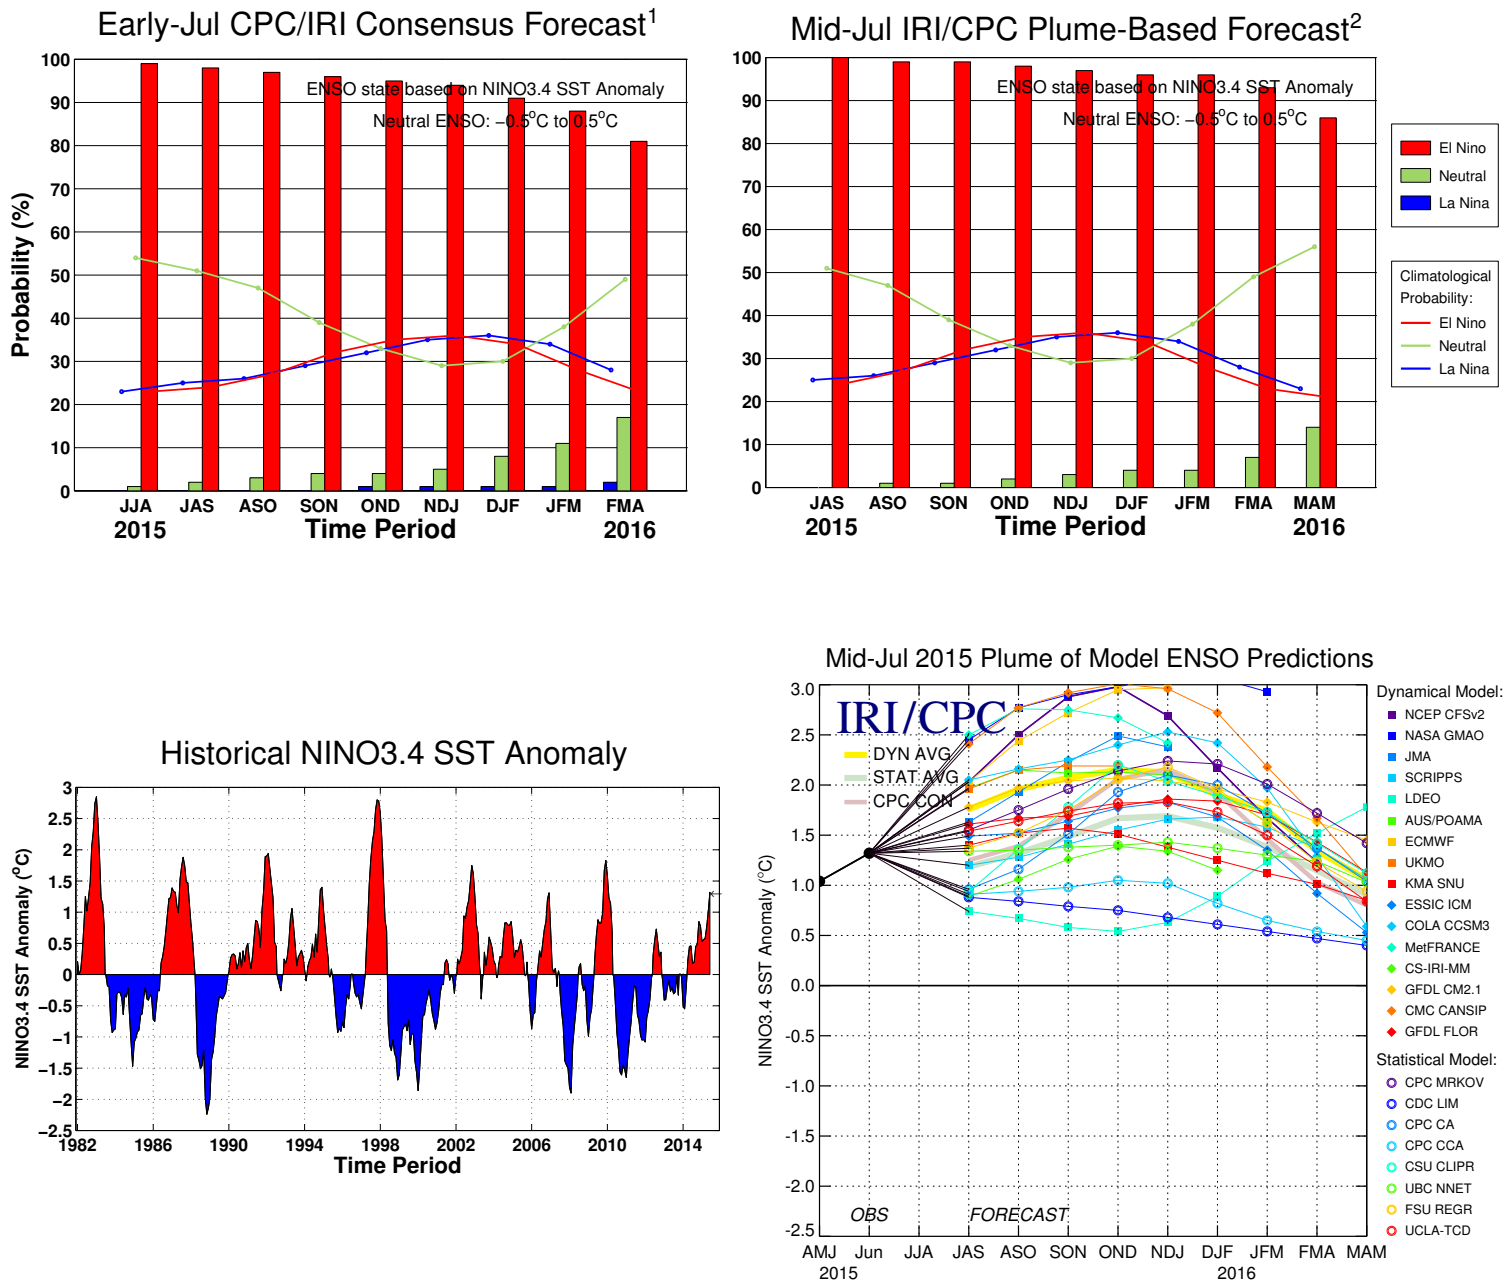 Early-Jul CPC/IRI Consensus Forecast¹
100
90
80
70
60
50
40
30
20
10
0
Probability (%)
ENSO state based on NINO3.4 SST Anomaly
Neutral ENSO: −0.5°C to 0.5°C
JJA JAS ASO SON OND NDJ DJF JFM FMA
2015 Time Period 2016
Mid-Jul IRI/CPC Plume-Based Forecast²
100
90
80
70
60
50
40
30
20
10
0
ENSO state based on NINO3.4 SST Anomaly
Neutral ENSO: −0.5°C to 0.5°C
JAS ASO SON OND NDJ DJF JFM FMA MAM
2015 Time Period 2016
El Nino
Neutral
La Nina
Climatological
Probability:
El Nino
Neutral
La Nina
Historical NINO3.4 SST Anomaly
3
2.5
2
1.5
1
0.5
0
−0.5
−1
−1.5
−2
−2.5
NINO3.4 SST Anomaly (°C)
1982 1986 1990 1994 1998 2002 2006 2010 2014
Time Period
Mid-Jul 2015 Plume of Model ENSO Predictions
3.0
2.5
2.0
1.5
1.0
0.5
0.0
-0.5
-1.0
-1.5
-2.0
-2.5
NINO3.4 SST Anomaly (°C)
IRI/CPC
DYN AVG
STAT AVG
CPC CON
OBS FORECAST
AMJ Jun JJA JAS ASO SON OND NDJ DJF JFM FMA MAM
2015 2016
Dynamical Model:
NCEP CFSv2
NASA GMAO
JMA
SCRIPPS
LDEO
AUS/POAMA
ECMWF
UKMO
KMA SNU
ESSIC ICM
COLA CCSM3
MetFRANCE
CS-IRI-MM
GFDL CM2.1
CMC CANSIP
GFDL FLOR
Statistical Model:
CPC MRKOV
CDC LIM
CPC CA
CPC CCA
CSU CLIPR
UBC NNET
FSU REGR
UCLA-TCD